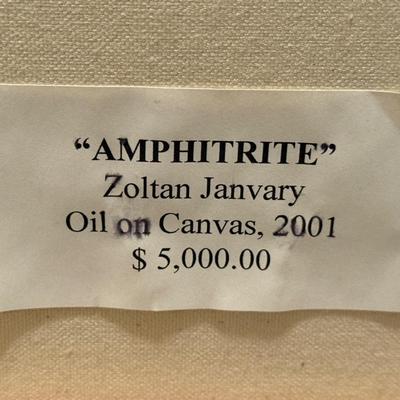 “AMPHITRITE”
Zoltan Janvary
Oil on Canvas, 2001
$ 5,000.00